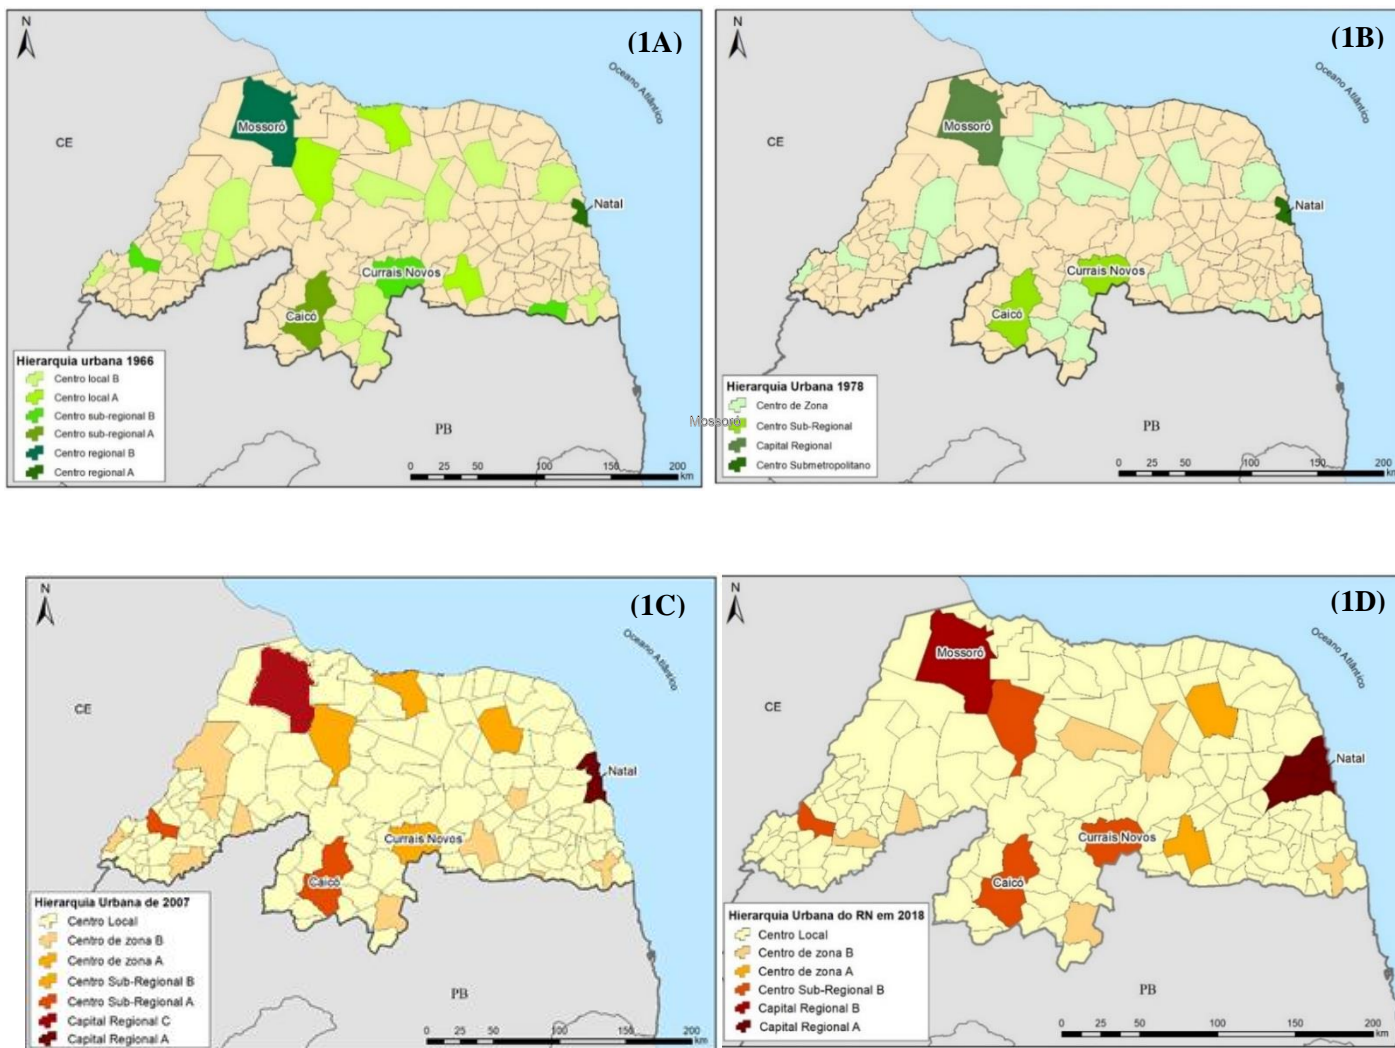 N
(1A)
Oceano Atlântico
CE
Mossoró
Natal
Currais Novos
Caicó
Hierarquia urbana 1966
Centro local B
Centro local A
Centro sub-regional B
Centro sub-regional A
Centro regional B
Centro regional A
PB
0 25 50 100 150 200
km
N
(1B)
Oceano Atlântico
CE
Mossoró
Natal
Currais Novos
Caicó
Hierarquia Urbana 1978
Centro de Zona
Centro Sub-Regional
Capital Regional
Centro Submetropolitano
Mossoró
PB
0 25 50 100 150 200
km
N
(1C)
Oceano Atlântico
CE
Natal
Currais Novos
Caicó
Hierarquia Urbana de 2007
Centro Local
Centro de zona B
Centro de zona A
Centro Sub-Regional B
Centro Sub-Regional A
Capital Regional C
Capital Regional A
PB
0 25 50 100 150 200
km
N
(1D)
Oceano Atlântico
CE
Mossoró
Natal
Currais Novos
Caicó
Hierarquia Urbana do RN em 2018
Centro Local
Centro de zona B
Centro de zona A
Centro Sub-Regional B
Capital Regional B
Capital Regional A
PB
0 25 50 100 150 200
km